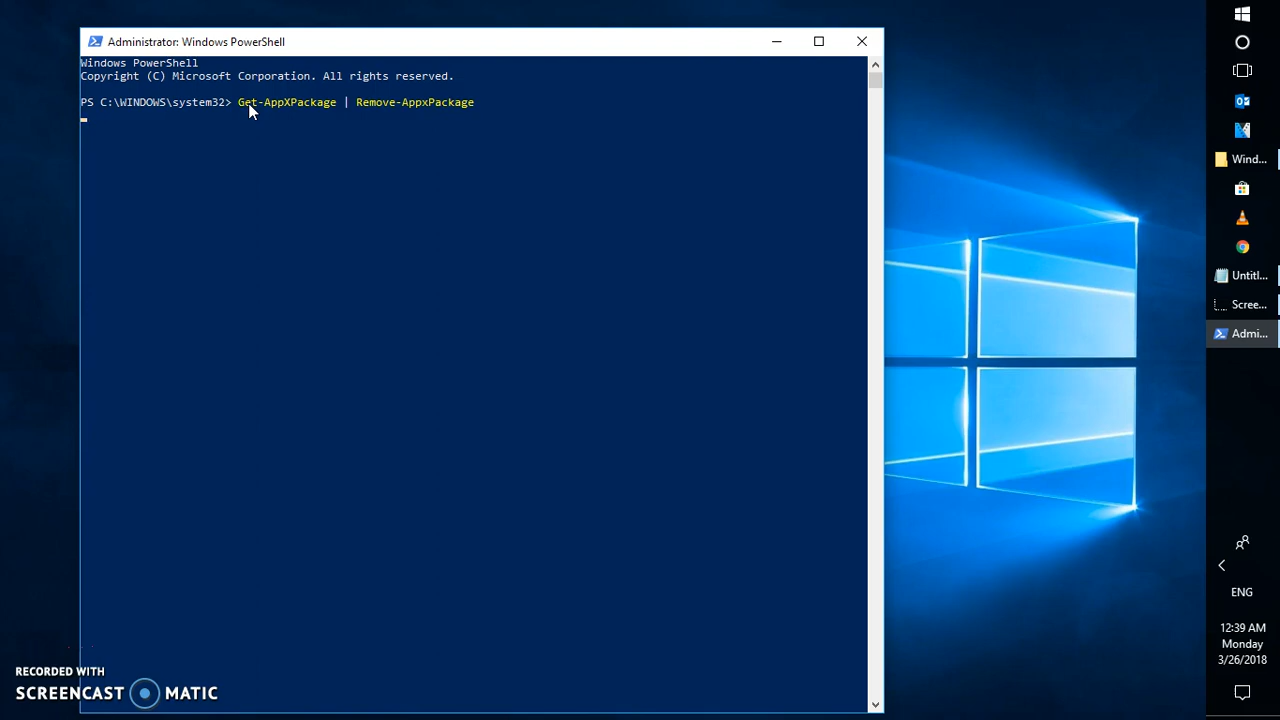 Administrator: Windows PowerShell
Windows PowerShell
Copyright (C) Microsoft Corporation. All rights reserved.
PS C:\WINDOWS\system32> Get-AppXPackage | Remove-AppxPackage
Wind...
Untitl...
Scree...
Admi...
ENG
12:39 AM
Monday
3/26/2018
RECORDED WITH
SCREENCAST MATIC